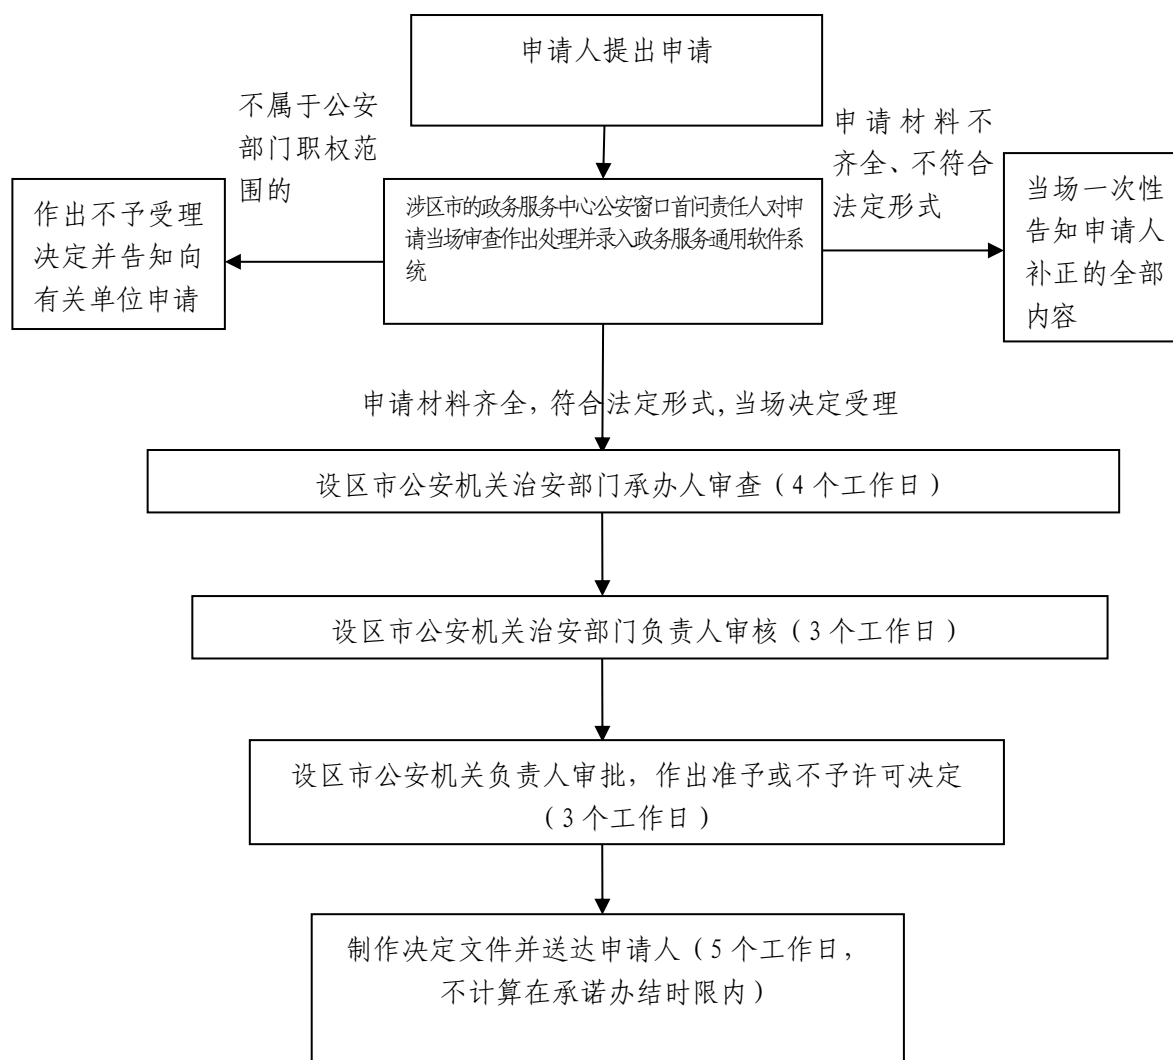 申请人提出申请
不属于公安
部门职权范
围的
申请材料不
齐全、不符合
法定形式
作出不予受理
决定并告知向
有关单位申请
涉区市的政务服务中心公安窗口首问责任人对申
请当场审查作出处理并录入政务服务通用软件系
统
当场一次性
告知申请人
补正的全部
内容
申请材料齐全，符合法定形式，当场决定受理
设区市公安机关治安部门承办人审查（4 个工作日）
设区市公安机关治安部门负责人审核（3 个工作日）
设区市公安机关负责人审批，作出准予或不予许可决定
（3 个工作日）
制作决定文件并送达申请人（5 个工作日，
不计算在承诺办结时限内）